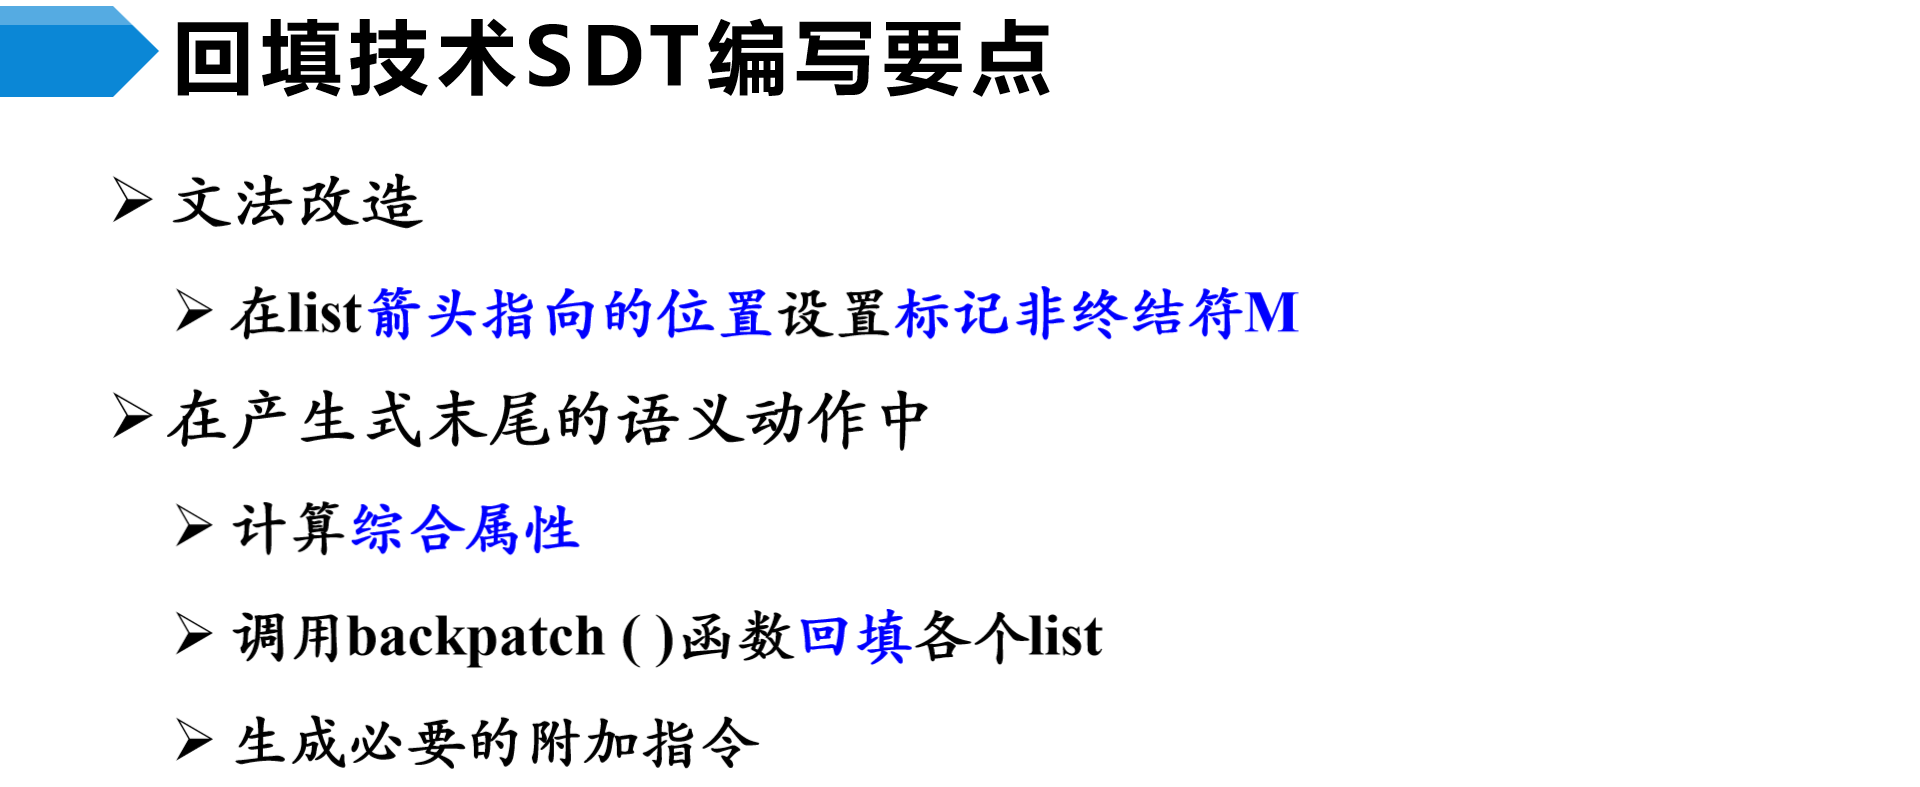 回填技术SDT编写要点
文法改造
在list箭头指向的位置设置标记非终结符M
在产生式末尾的语义动作中
计算综合属性
调用backpatch ( )函数回填各个list
生成必要的附加指令